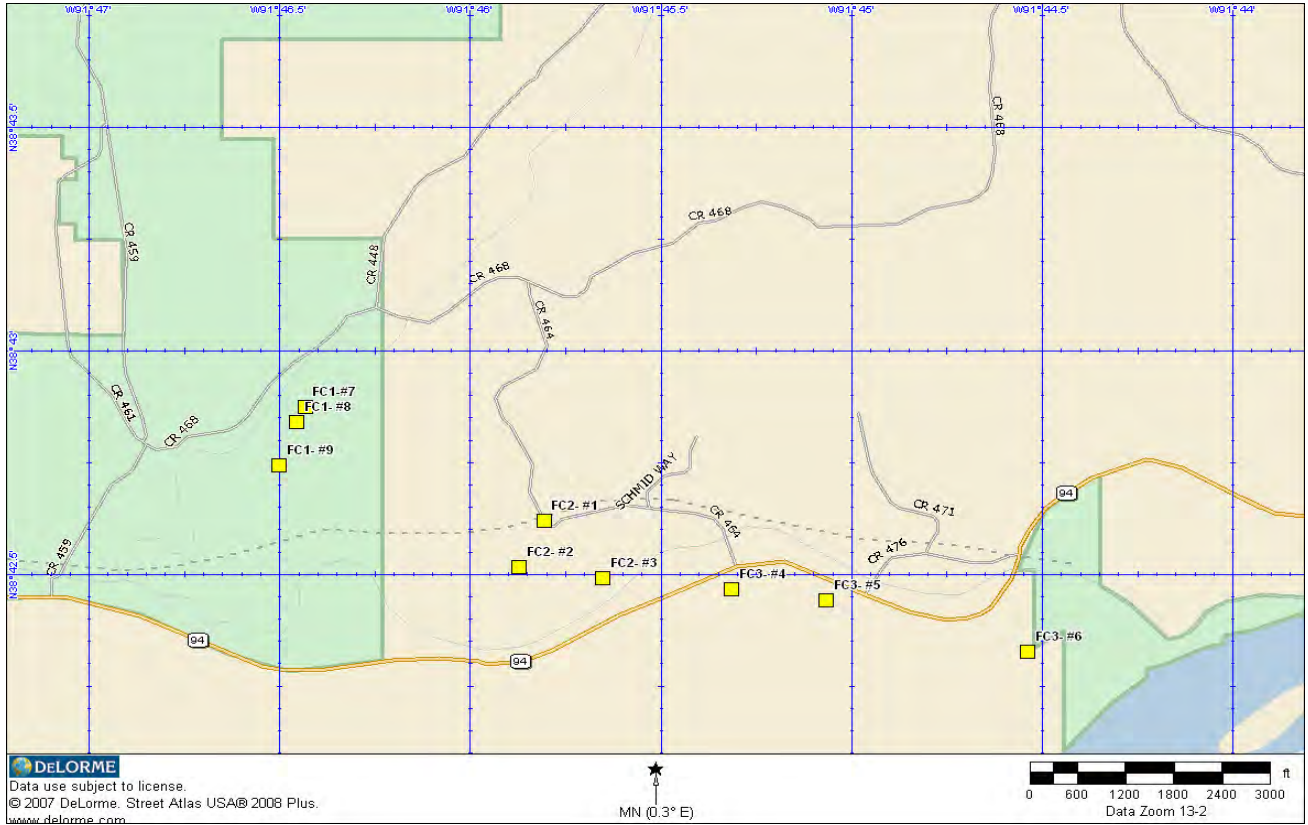 W91°47' W91°46.5' W91°46' W91°45.5' W91°45' W91°44.5' W91°44'
N38°43.5'
CR 468
CR 468
CR 459
CR 448
CR 468
CR 464
N38°43'
FC1-#7
FC1- #8
CR 461
CR 468
FC1- #9
SCHMID WAY
94
FC2- #1
CR 471
CR 464
CR 459
FC2- #2
CR 476
N38°42.5'
FC2- #3
FC3- #4
FC3- #5
94
FC3- #6
94
DELORME
Data use subject to license.
© 2007 DeLorme. Street Atlas USA® 2008 Plus.
www.delorme.com
MN (0.3° E)
ft
0 600 1200 1800 2400 3000
Data Zoom 13-2